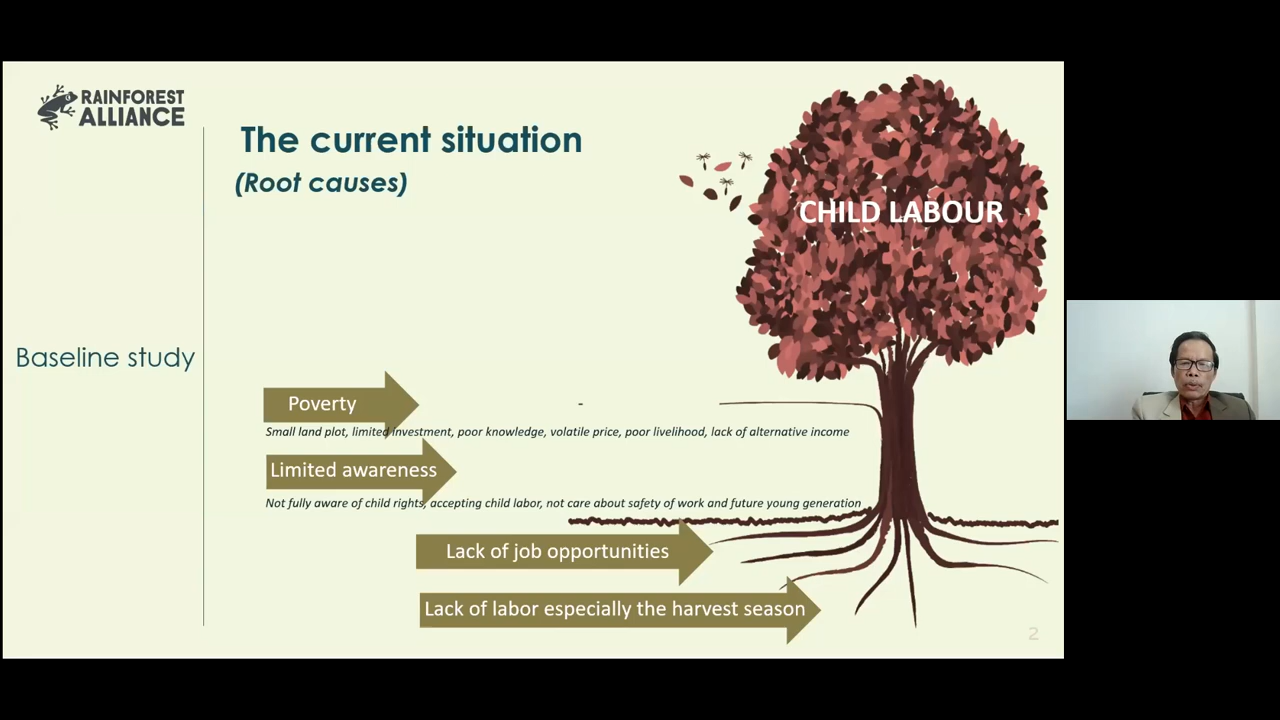 RAINFOREST
ALLIANCE
The current situation
(Root causes)
CHILD LABOUR
Baseline study
Poverty
-
Small land plot, limited investment, poor knowledge, volatile price, poor livelihood, lack of alternative income
Limited awareness
Not fully aware of child rights, accepting child labor, not care about safety of work and future young generation
Lack of job opportunities
Lack of labor especially the harvest season
2